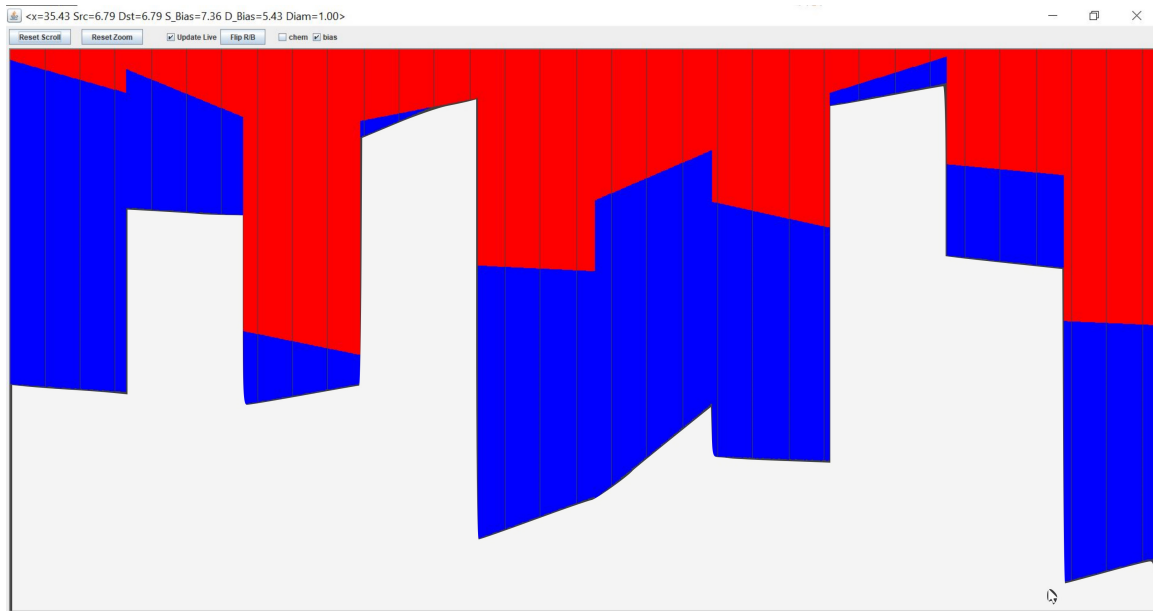 <x=35.43 Src=6.79 Dst=6.79 S_Bias=7.36 D_Bias=5.43 Diam=1.00>
Reset Scroll Reset Zoom Update Live Flip R/B chem bias